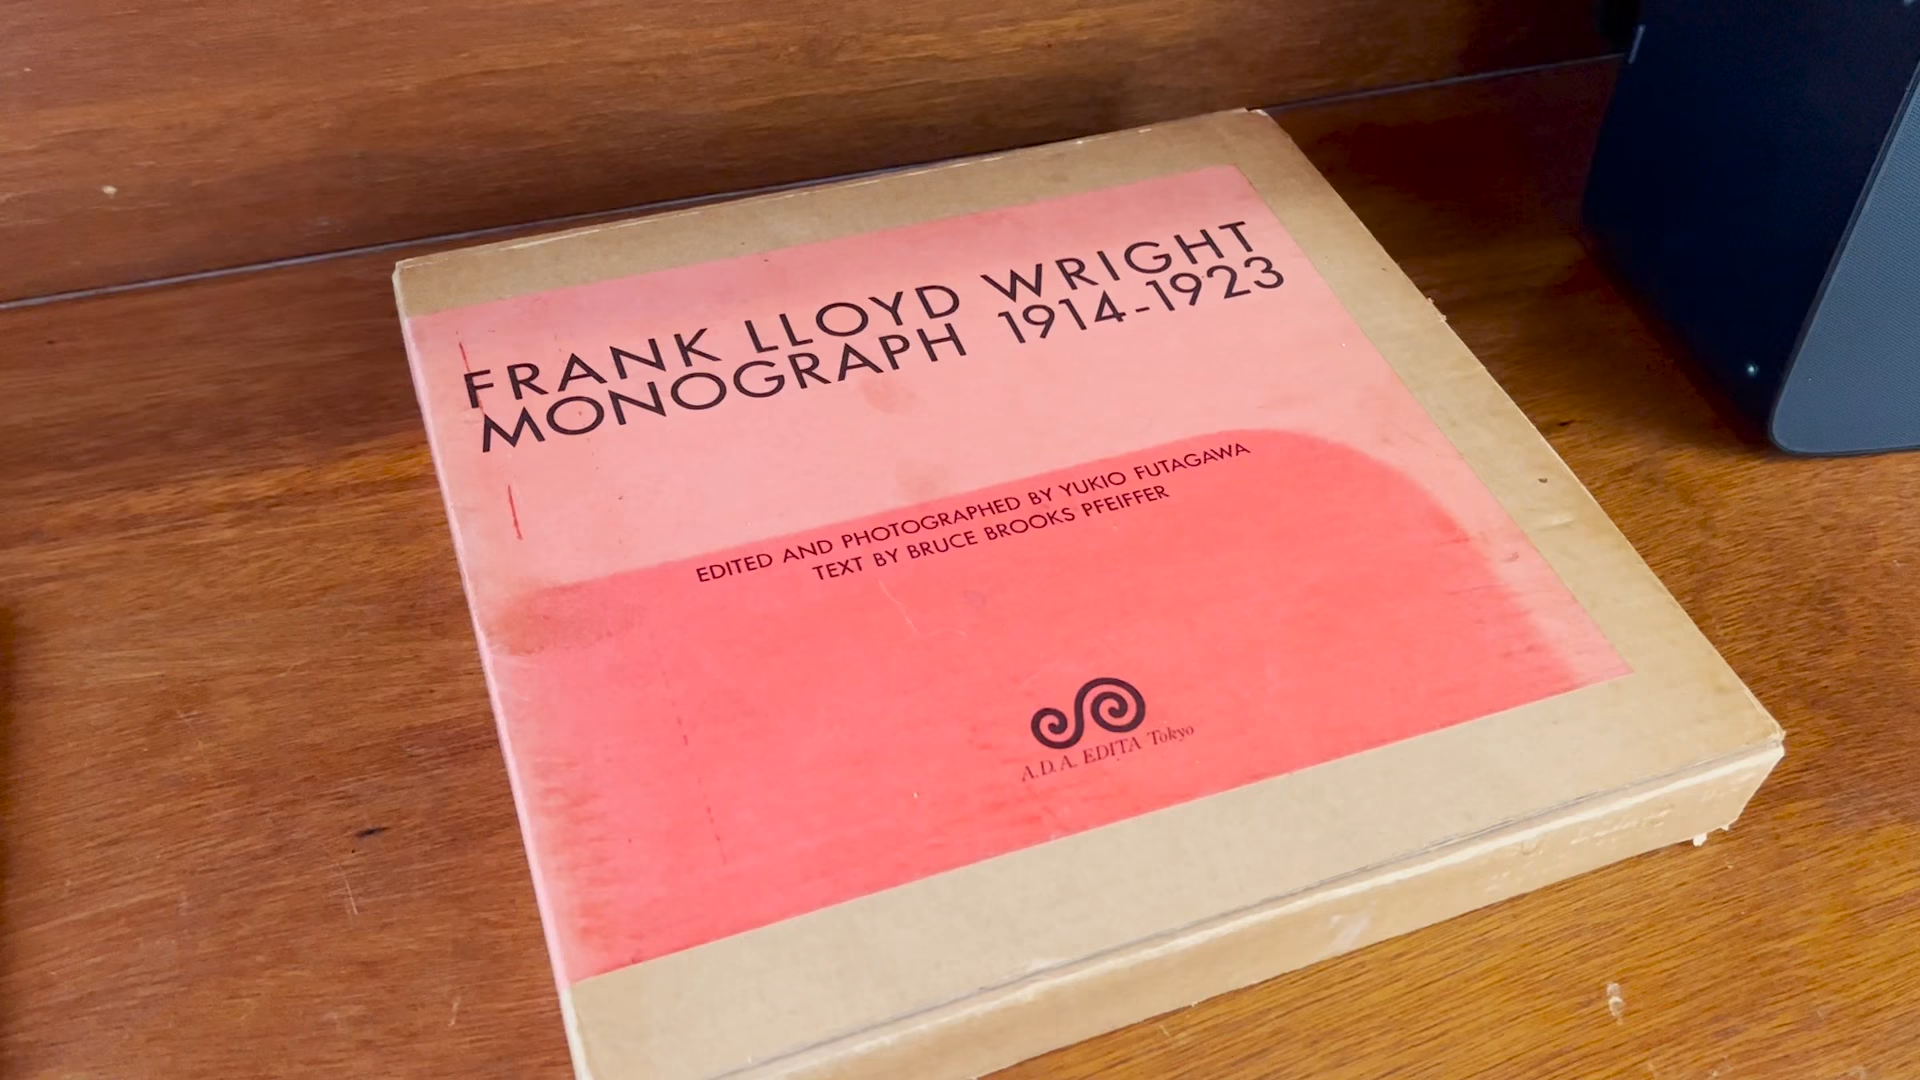 FRANK LLOYD WRIGHT
MONOGRAPH 1914-1923
EDITED AND PHOTOGRAPHED BY YUKIO FUTAGAWA
TEXT BY BRUCE BROOKS PFEIFFER
A.D.A. EDITA Tokyo